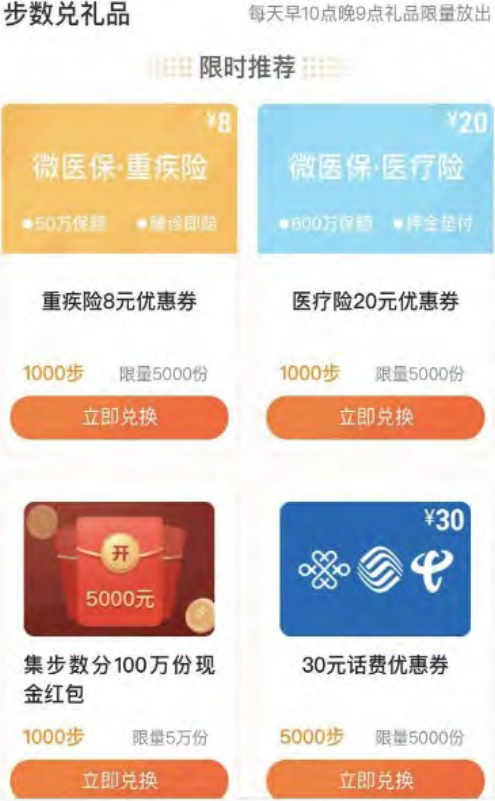 步数兑礼品
每天早10点晚9点礼品限量放出
限时推荐
¥8
微医保·重疾险
●50万保额 ●确诊即赔
重疾险8元优惠券
1000步 限量5000份
立即兑换
¥20
微医保·医疗险
●600万保额 ●押金垫付
医疗险20元优惠券
1000步 限量5000份
立即兑换
开
5000元
集步数分100万份现
金红包
1000步 限量5万份
立即兑换
¥30
30元话费优惠券
5000步 限量5000份
立即兑换